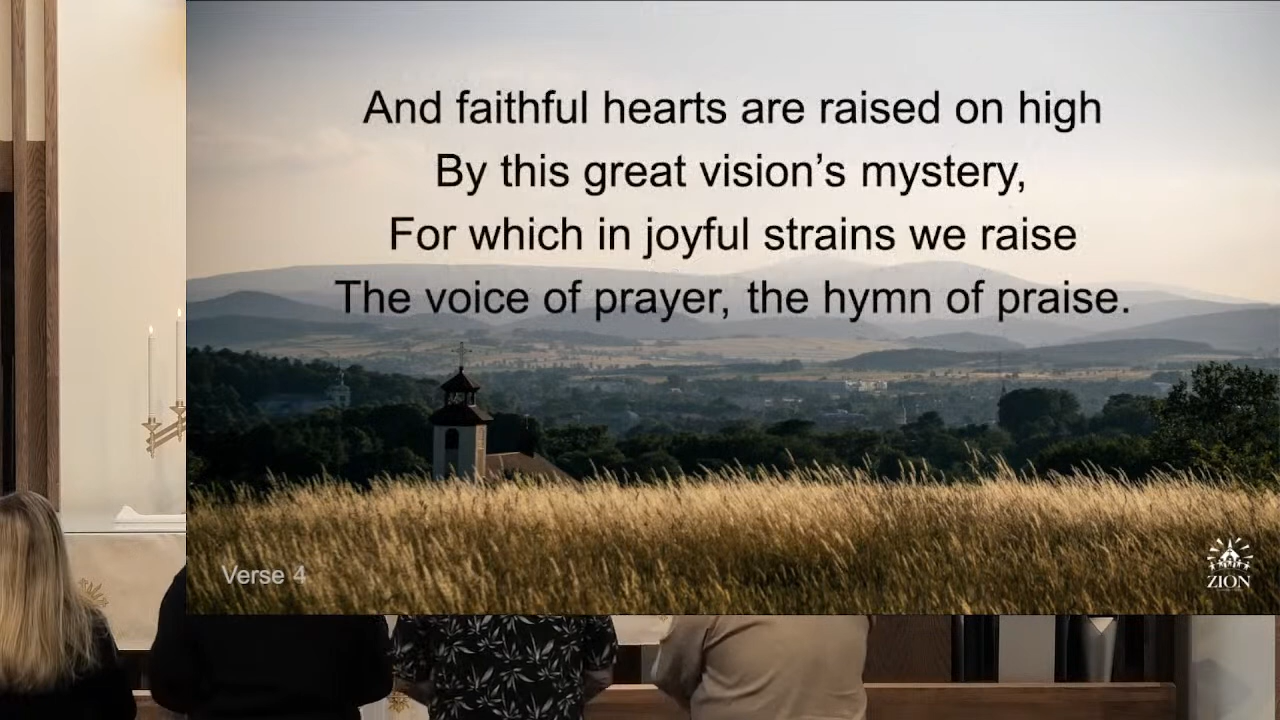 And faithful hearts are raised on high
By this great vision’s mystery,
For which in joyful strains we raise
The voice of prayer, the hymn of praise.
Verse 4
ZION